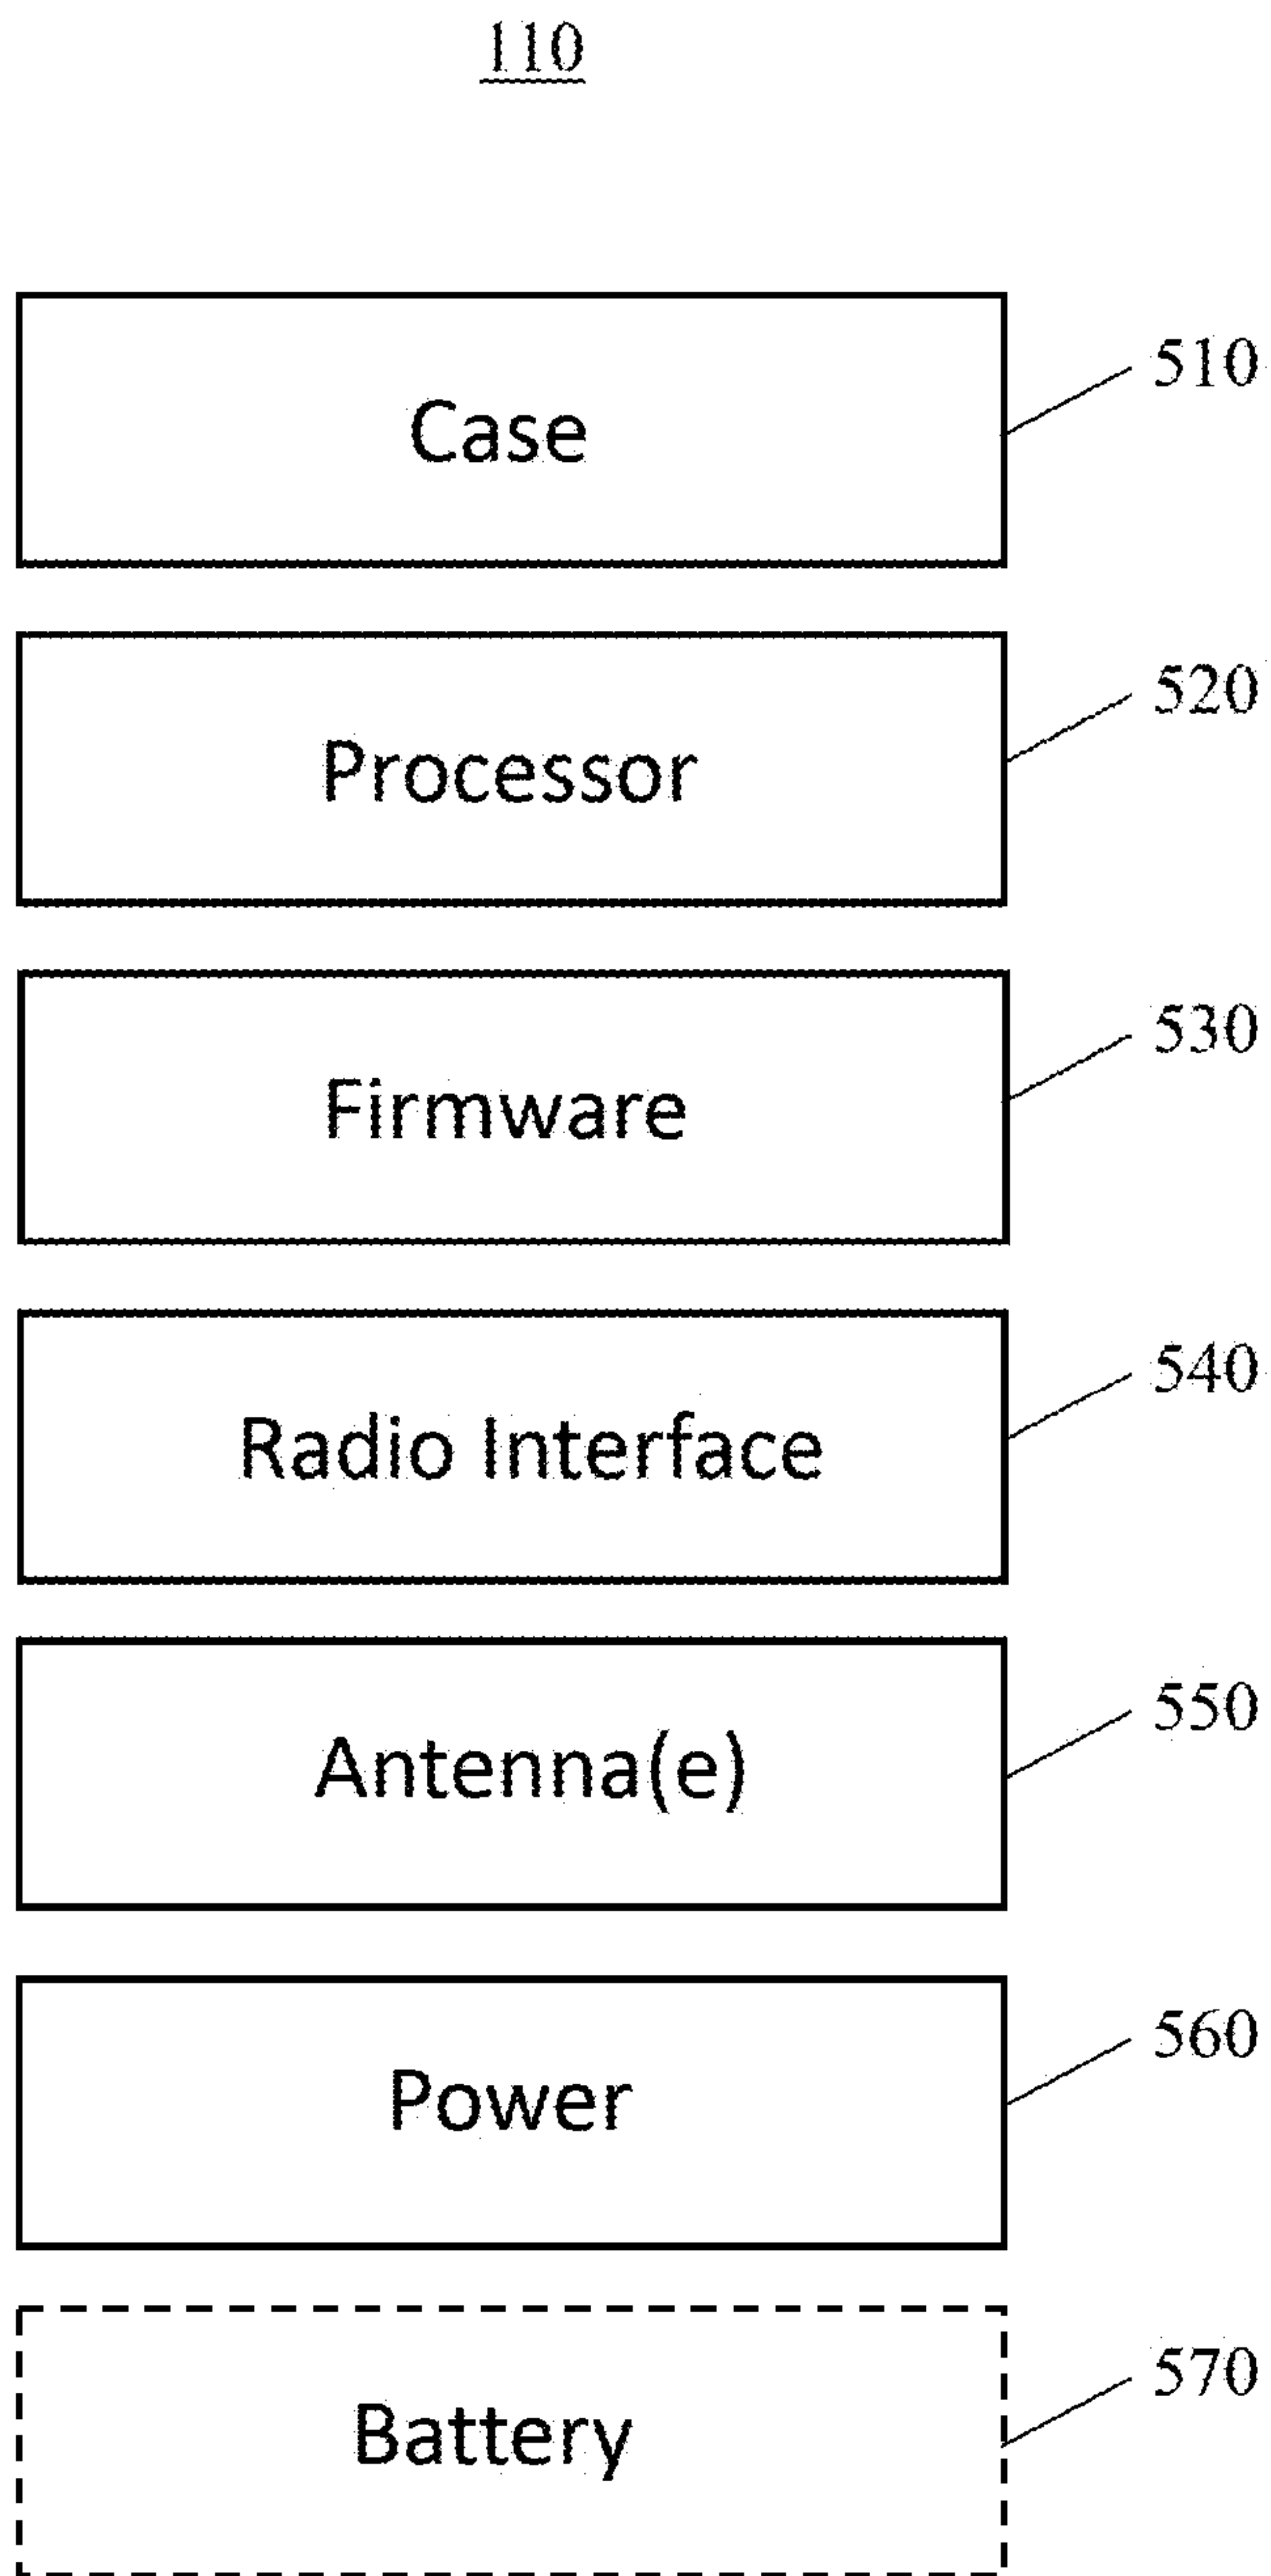 110
Case
510
Processor
520
Firmware
530
Radio Interface
540
Antenna(e)
550
Power
560
Battery
570